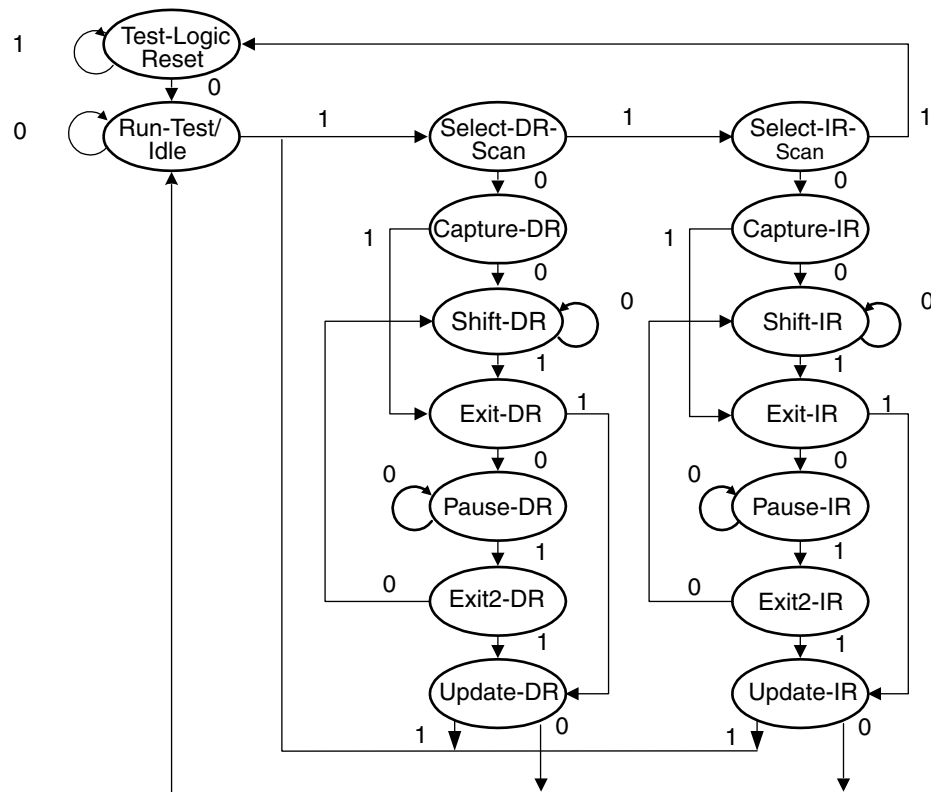 1
Test-Logic
Reset
0
0
Run-Test/
Idle
1
Select-DR-
Scan
1
Select-IR-
Scan
1
0
0
Capture-DR
1
Capture-IR
1
0
0
Shift-DR
0
Shift-IR
0
1
1
Exit-DR
1
Exit-IR
1
0
0
0
Pause-DR
0
Pause-IR
1
1
0
Exit2-DR
0
Exit2-IR
1
1
Update-DR
Update-IR
1
0
1
0